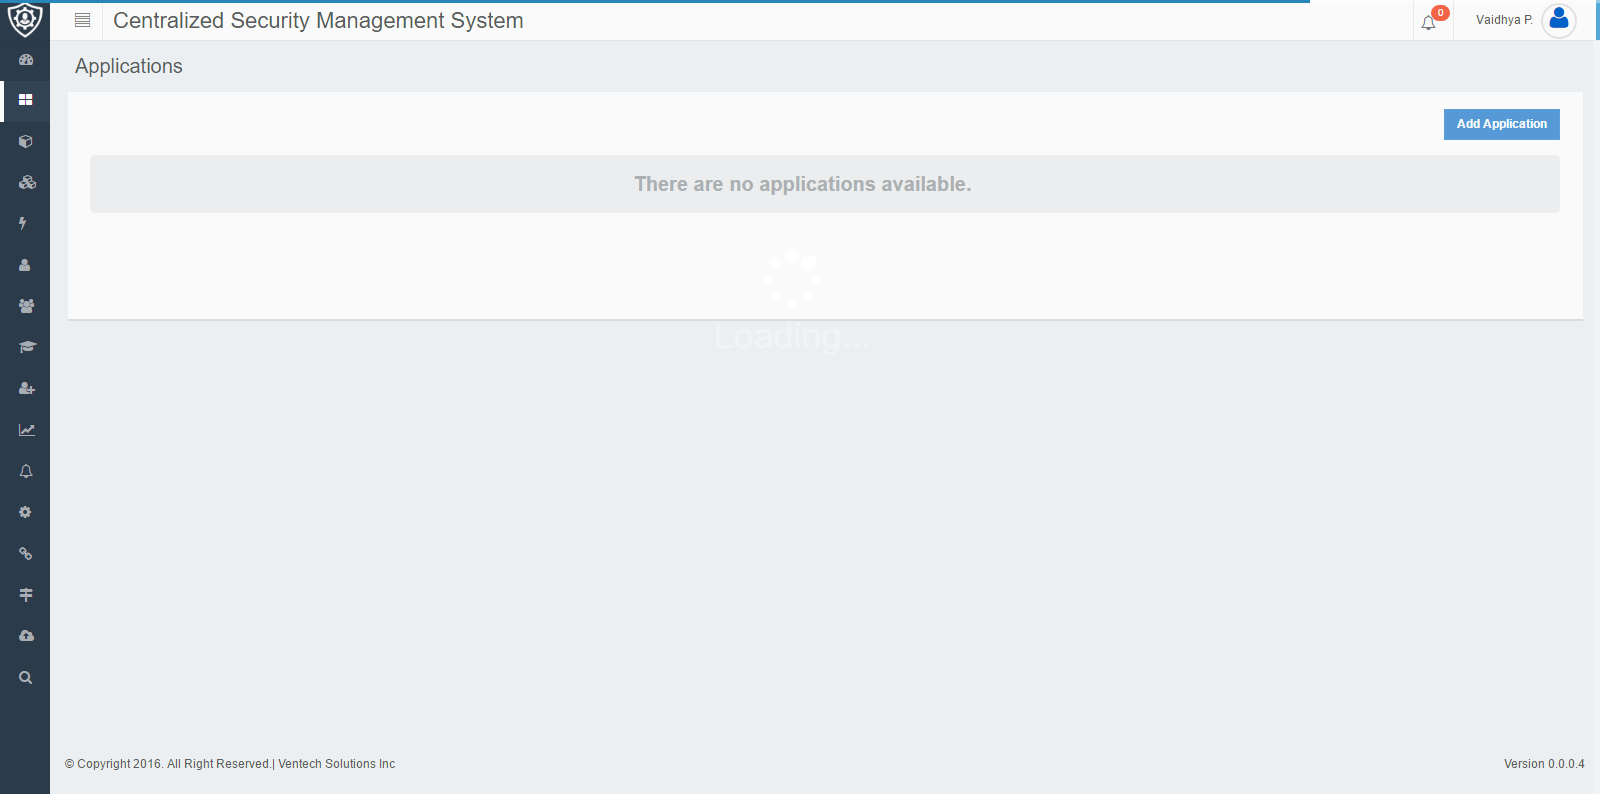 Centralized Security Management System
0
Vaidhya P.
Applications
Add Application
There are no applications available.
Loading...
© Copyright 2016. All Right Reserved.| Ventech Solutions Inc
Version 0.0.0.4